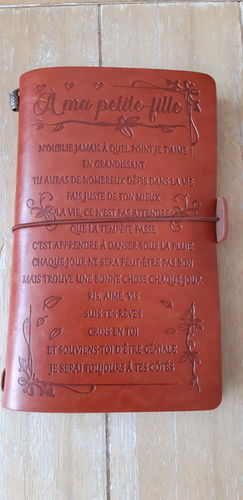 À ma petite-fille
N'OUBLIE JAMAIS À QUEL POINT JE T'AIME
EN GRANDISSANT
TU AURAS DE NOMBREUX DÉFIS DANS LA VIE
FAIS JUSTE DE TON MIEUX
LA VIE, CE N'EST PAS ATTENDRE
QUE LA TEMPÊTE PASSE
C'EST APPRENDRE À DANSER SOUS LA PLUIE
CHAQUE JOUR NE SERA PEUT-ÊTRE PAS BON
MAIS TROUVE UNE BONNE CHOSE CHAQUE JOUR
RIS, AIME, VIS
SUIS TES RÊVES
CROIS EN TOI
ET SOUVIENS-TOI D'ÊTRE GÉNIALE
JE SERAI TOUJOURS À TES CÔTÉS